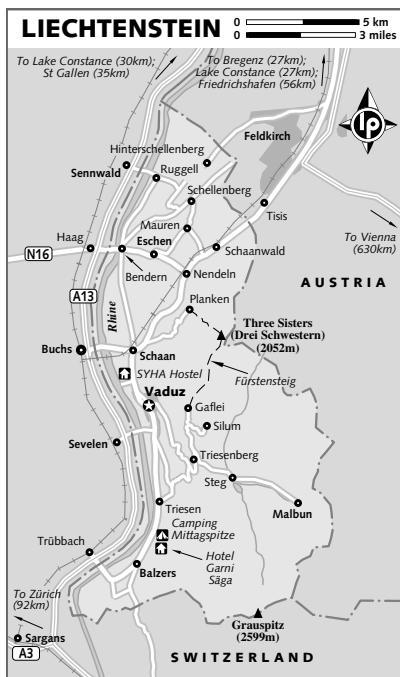 LIECHTENSTEIN
0 5 km
0 3 miles
To Lake Constance (30km);
St Gallen (35km)
To Bregenz (27km);
Lake Constance (27km);
Friedrichshafen (56km)
lp
Feldkirch
Hinterschellenberg
Sennwald
Ruggell
Schellenberg
Tisis
Mauren
Haag
Eschen
Schaanwald
To Vienna
(630km)
N16
Bendern
Nendeln
AUSTRIA
A13
Rhine
Planken
Three Sisters
(Drei Schwestern)
(2052m)
Buchs
Schaan
SYHA Hostel
Fürstensteig
Vaduz
Gaflei
Silum
Sevelen
Triesenberg
Steg
Malbun
Triesen
Camping
Mittagspitze
Trübbach
Hotel
Garni
Säga
Balzers
To Zürich
(92km)
Grauspitz
(2599m)
Sargans
A3
SWITZERLAND